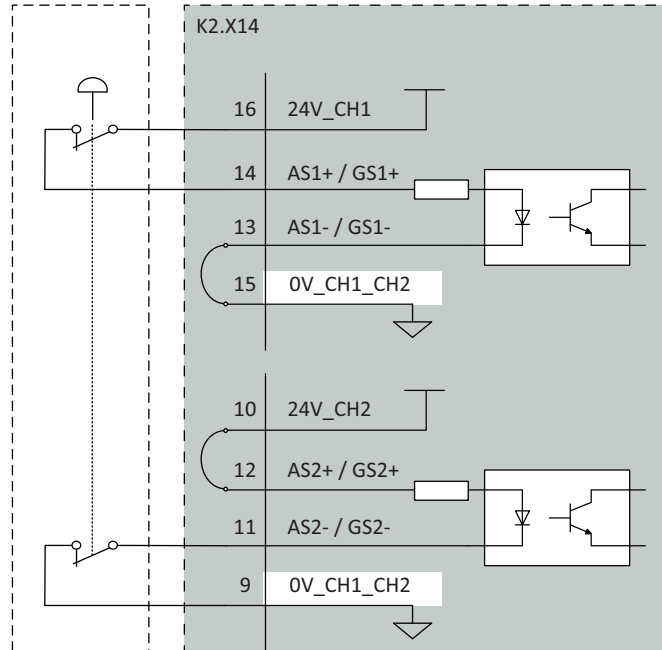 K2.X14
16 24V_CH1
14 AS1+ / GS1+
13 AS1- / GS1-
15 0V_CH1_CH2
10 24V_CH2
12 AS2+ / GS2+
11 AS2- / GS2-
9 0V_CH1_CH2